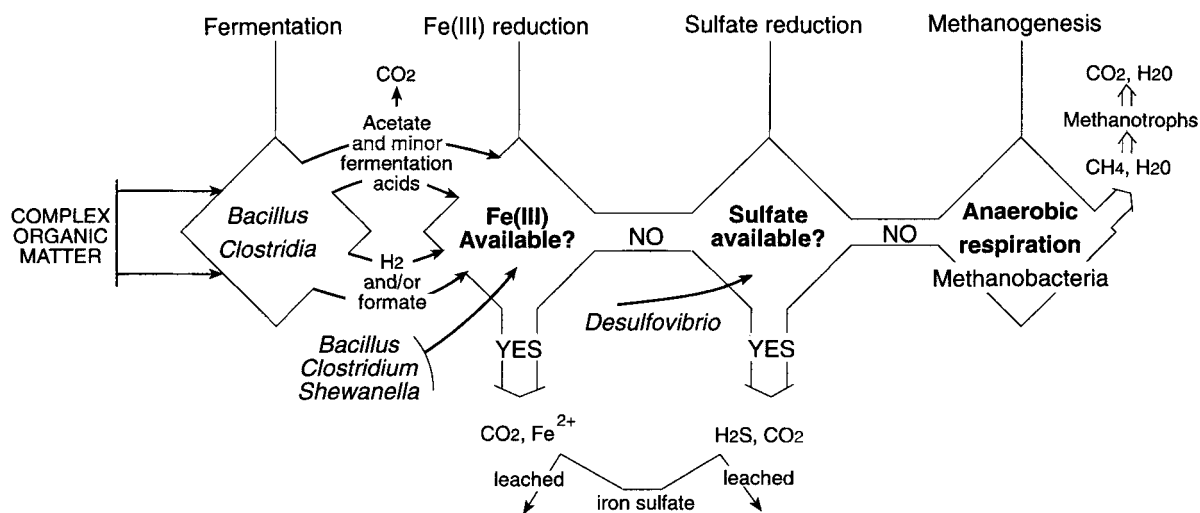 Fermentation
Fe(III) reduction
Sulfate reduction
Methanogenesis
CO2
Acetate
and minor
fermentation
acids
CO2, H20
Methanotrophs
CH4, H20
COMPLEX
ORGANIC
MATTER
Bacillus
Clostridia
H2
and/or
formate
Fe(III)
Available?
NO
Sulfate
available?
NO
Anaerobic
respiration
Methanobacteria
Bacillus
Clostridium
Shewanella
Desulfovibrio
YES
YES
CO2, Fe2+
H2S, CO2
leached
iron sulfate
leached